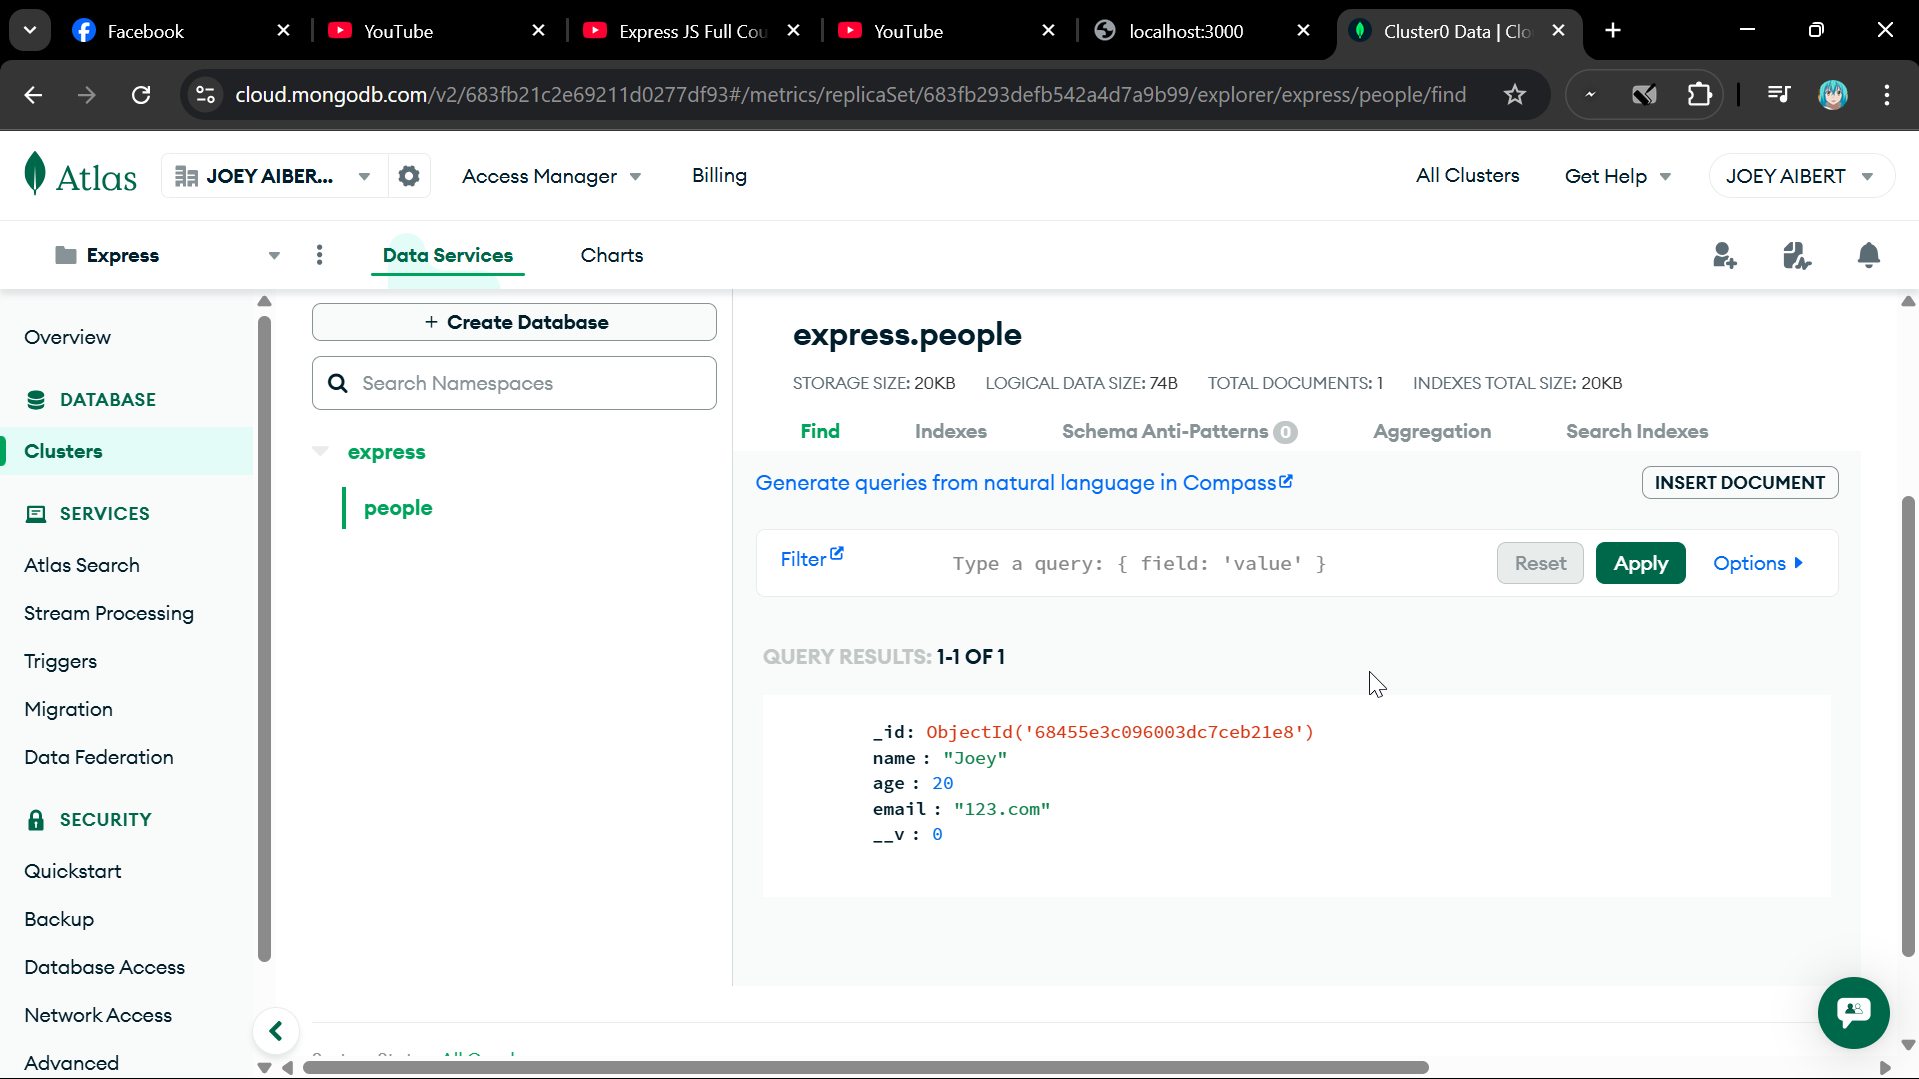 Facebook
YouTube
Express JS Full Cou
YouTube
localhost:3000
Cluster0 Data | Clo
cloud.mongodb.com/v2/683fb21c2e69211d0277df93#/metrics/replicaSet/683fb293defb542a4d7a9b99/explorer/express/people/find
Atlas
JOEY AIBER...
Access Manager
Billing
All Clusters
Get Help
JOEY AIBERT
Express
Data Services
Charts
Overview
DATABASE
Clusters
SERVICES
Atlas Search
Stream Processing
Triggers
Migration
Data Federation
SECURITY
Quickstart
Backup
Database Access
Network Access
Advanced
+ Create Database
Search Namespaces
express
people
express.people
STORAGE SIZE: 20KB LOGICAL DATA SIZE: 74B TOTAL DOCUMENTS: 1 INDEXES TOTAL SIZE: 20KB
Find
Indexes
Schema Anti-Patterns 0
Aggregation
Search Indexes
Generate queries from natural language in Compass
INSERT DOCUMENT
Filter
Type a query: { field: 'value' }
Reset
Apply
Options
QUERY RESULTS: 1-1 OF 1
_id: ObjectId('68455e3c096003dc7ceb21e8')
name : "Joey"
age : 20
email : "123.com"
__v : 0